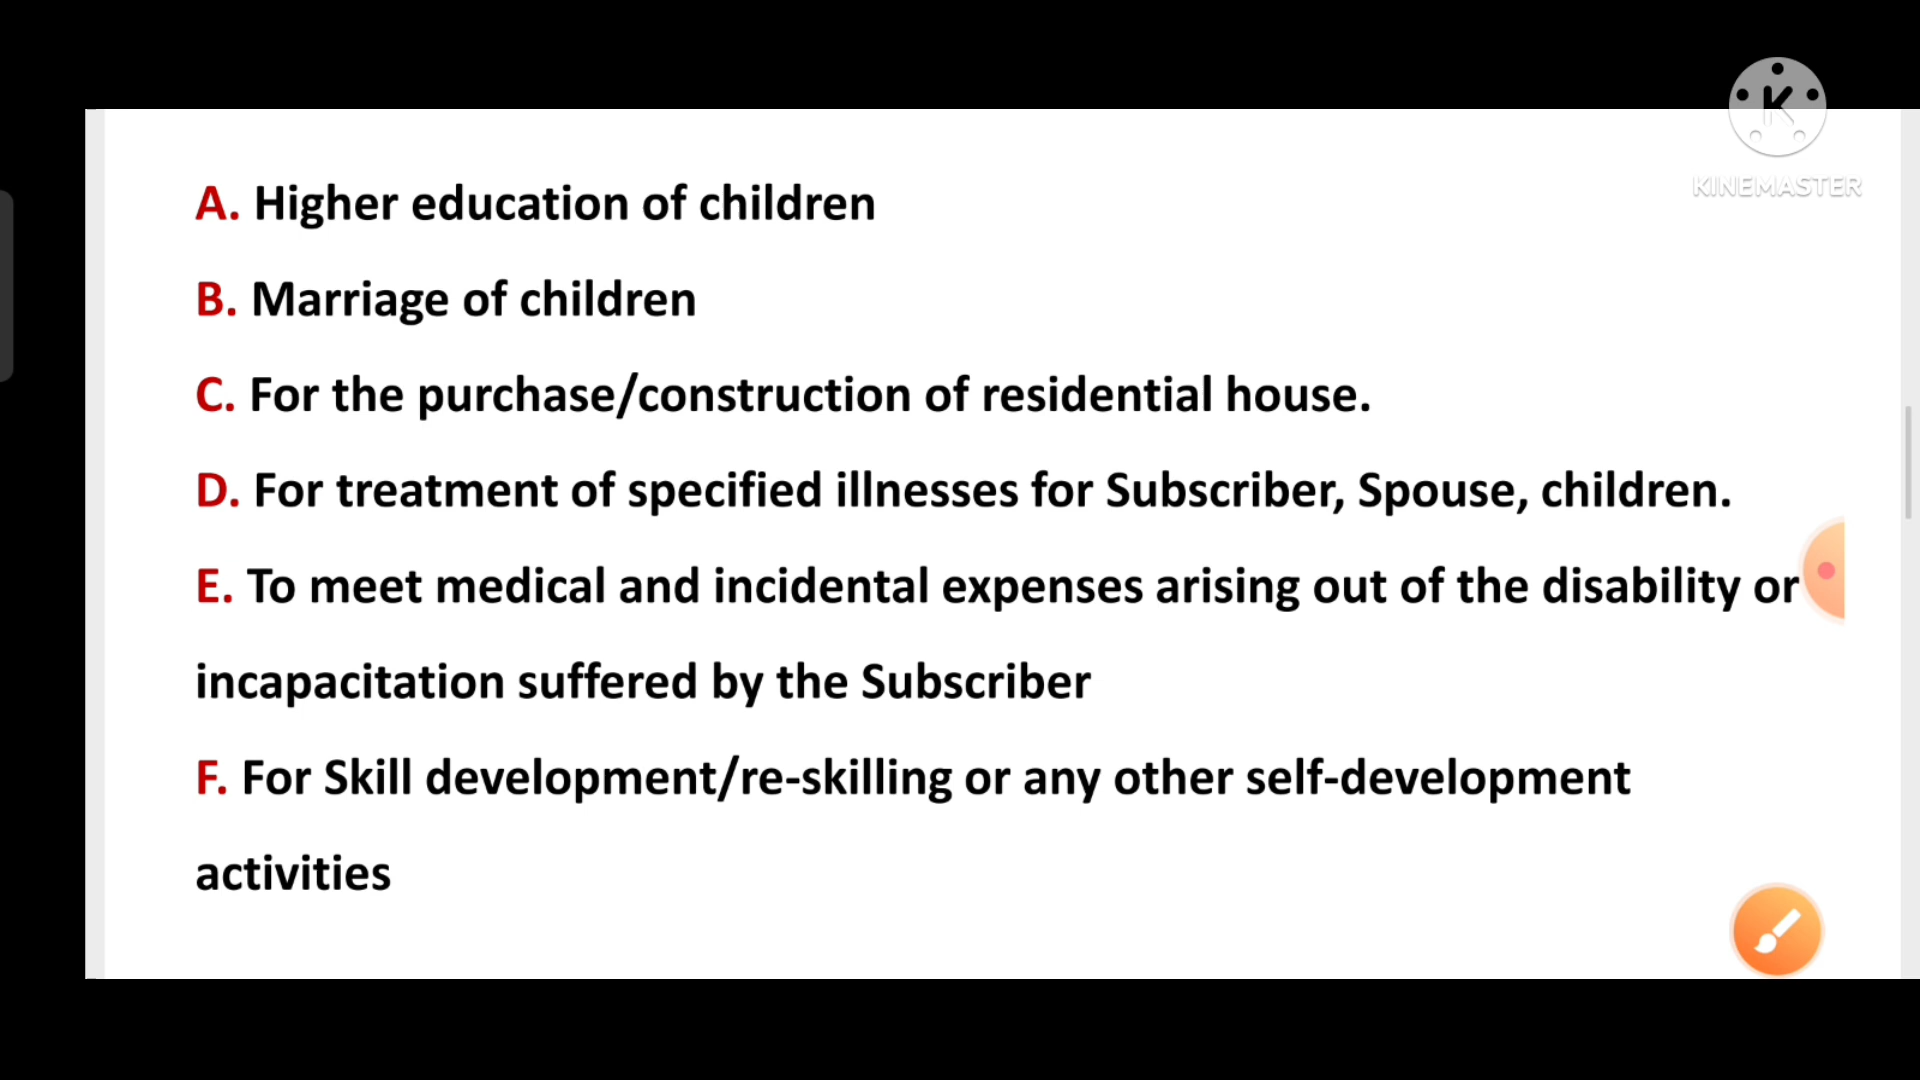 K
KINEMASTER
A. Higher education of children
B. Marriage of children
C. For the purchase/construction of residential house.
D. For treatment of specified illnesses for Subscriber, Spouse, children.
E. To meet medical and incidental expenses arising out of the disability or
incapacitation suffered by the Subscriber
F. For Skill development/re-skilling or any other self-development
activities